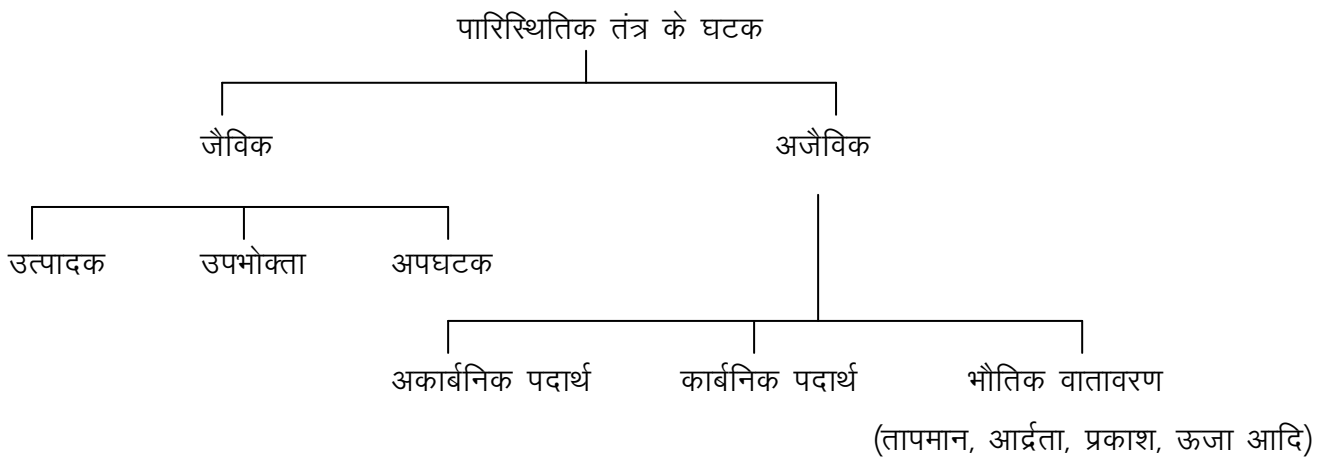 पारिस्थितिक तंत्र के घटक
जैविक अजैविक
उत्पादक उपभोक्ता अपघटक
अकार्बनिक पदार्थ कार्बनिक पदार्थ भौतिक वातावरण
(तापमान, आर्द्रता, प्रकाश, ऊजा आदि)